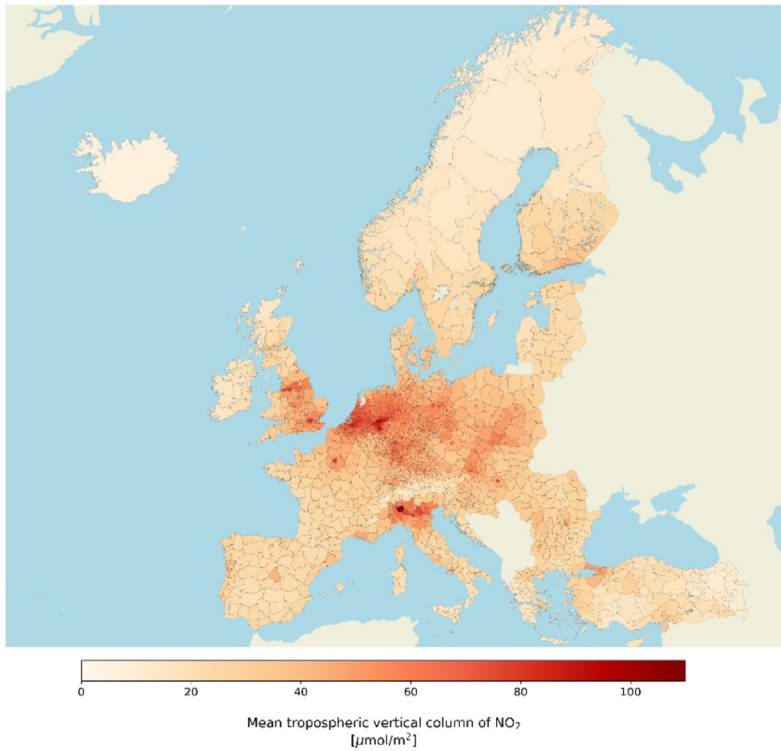 0 20 40 60 80 100
Mean tropospheric vertical column of NO₂
[μmol/m²]